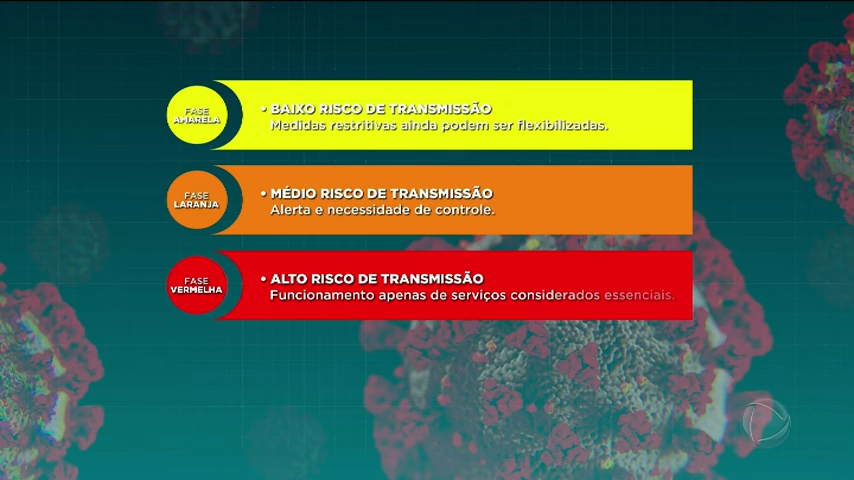 FASE
AMARELA
• BAIXO RISCO DE TRANSMISSÃO
Medidas restritivas ainda podem ser flexibilizadas.
FASE
LARANJA
• MÉDIO RISCO DE TRANSMISSÃO
Alerta e necessidade de controle.
FASE
VERMELHA
• ALTO RISCO DE TRANSMISSÃO
Funcionamento apenas de serviços considerados essenciais.